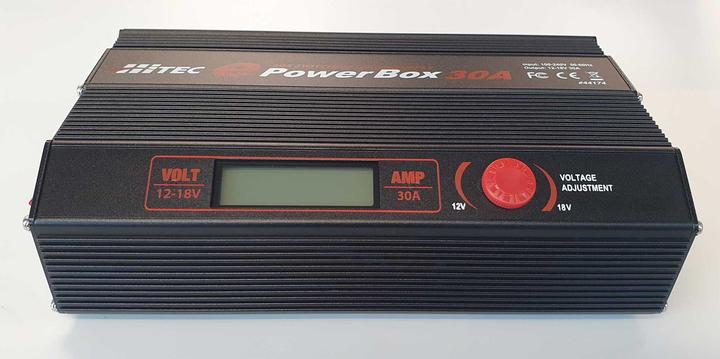 HiTEC
ePowerBox 30A
Input: 100-240V 50-60Hz
Output: 12-18V 30A
FC CE
#44174
VOLT
12-18V
AMP
30A
12V
18V
VOLTAGE
ADJUSTMENT